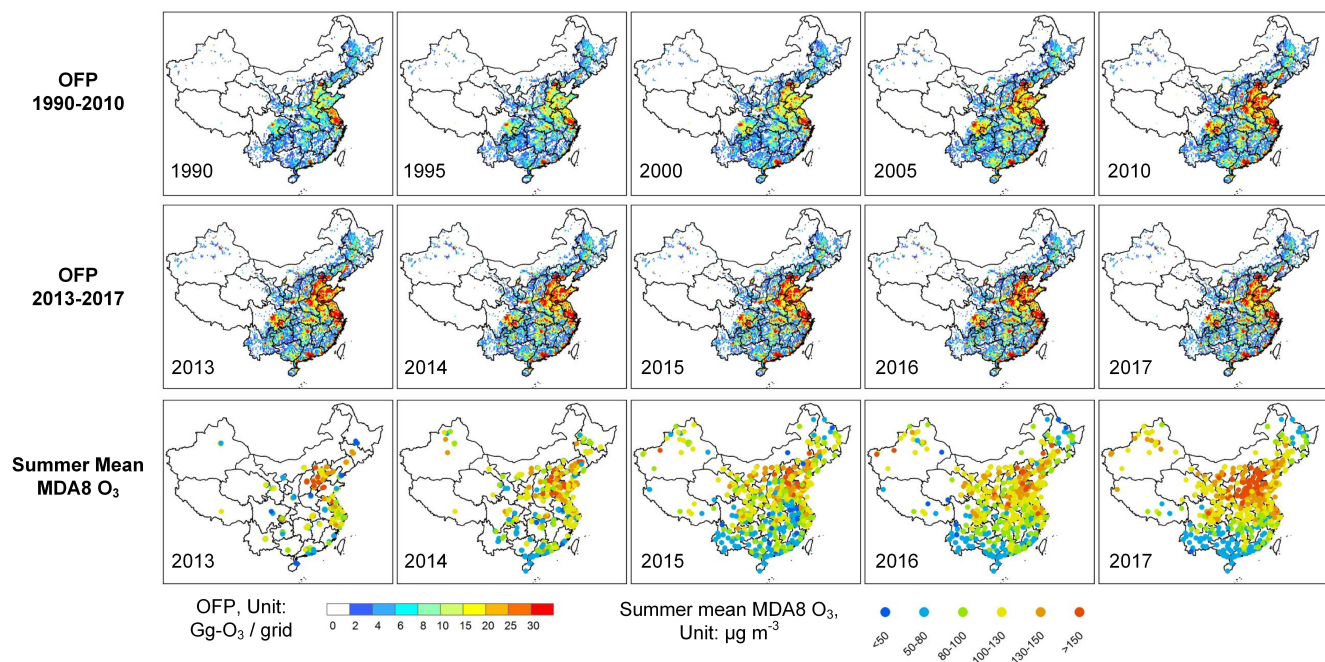 OFP
1990-2010
1990
1995
2000
2005
2010
OFP
2013-2017
2013
2014
2015
2016
2017
Summer Mean
MDA8 O₃
2013
2014
2015
2016
2017
OFP, Unit:
Gg-O₃ / grid
0 2 4 6 8 10 15 20 25 30
Summer mean MDA8 O₃,
Unit: µg m⁻³
<50
50-80
80-100
100-130
130-150
>150